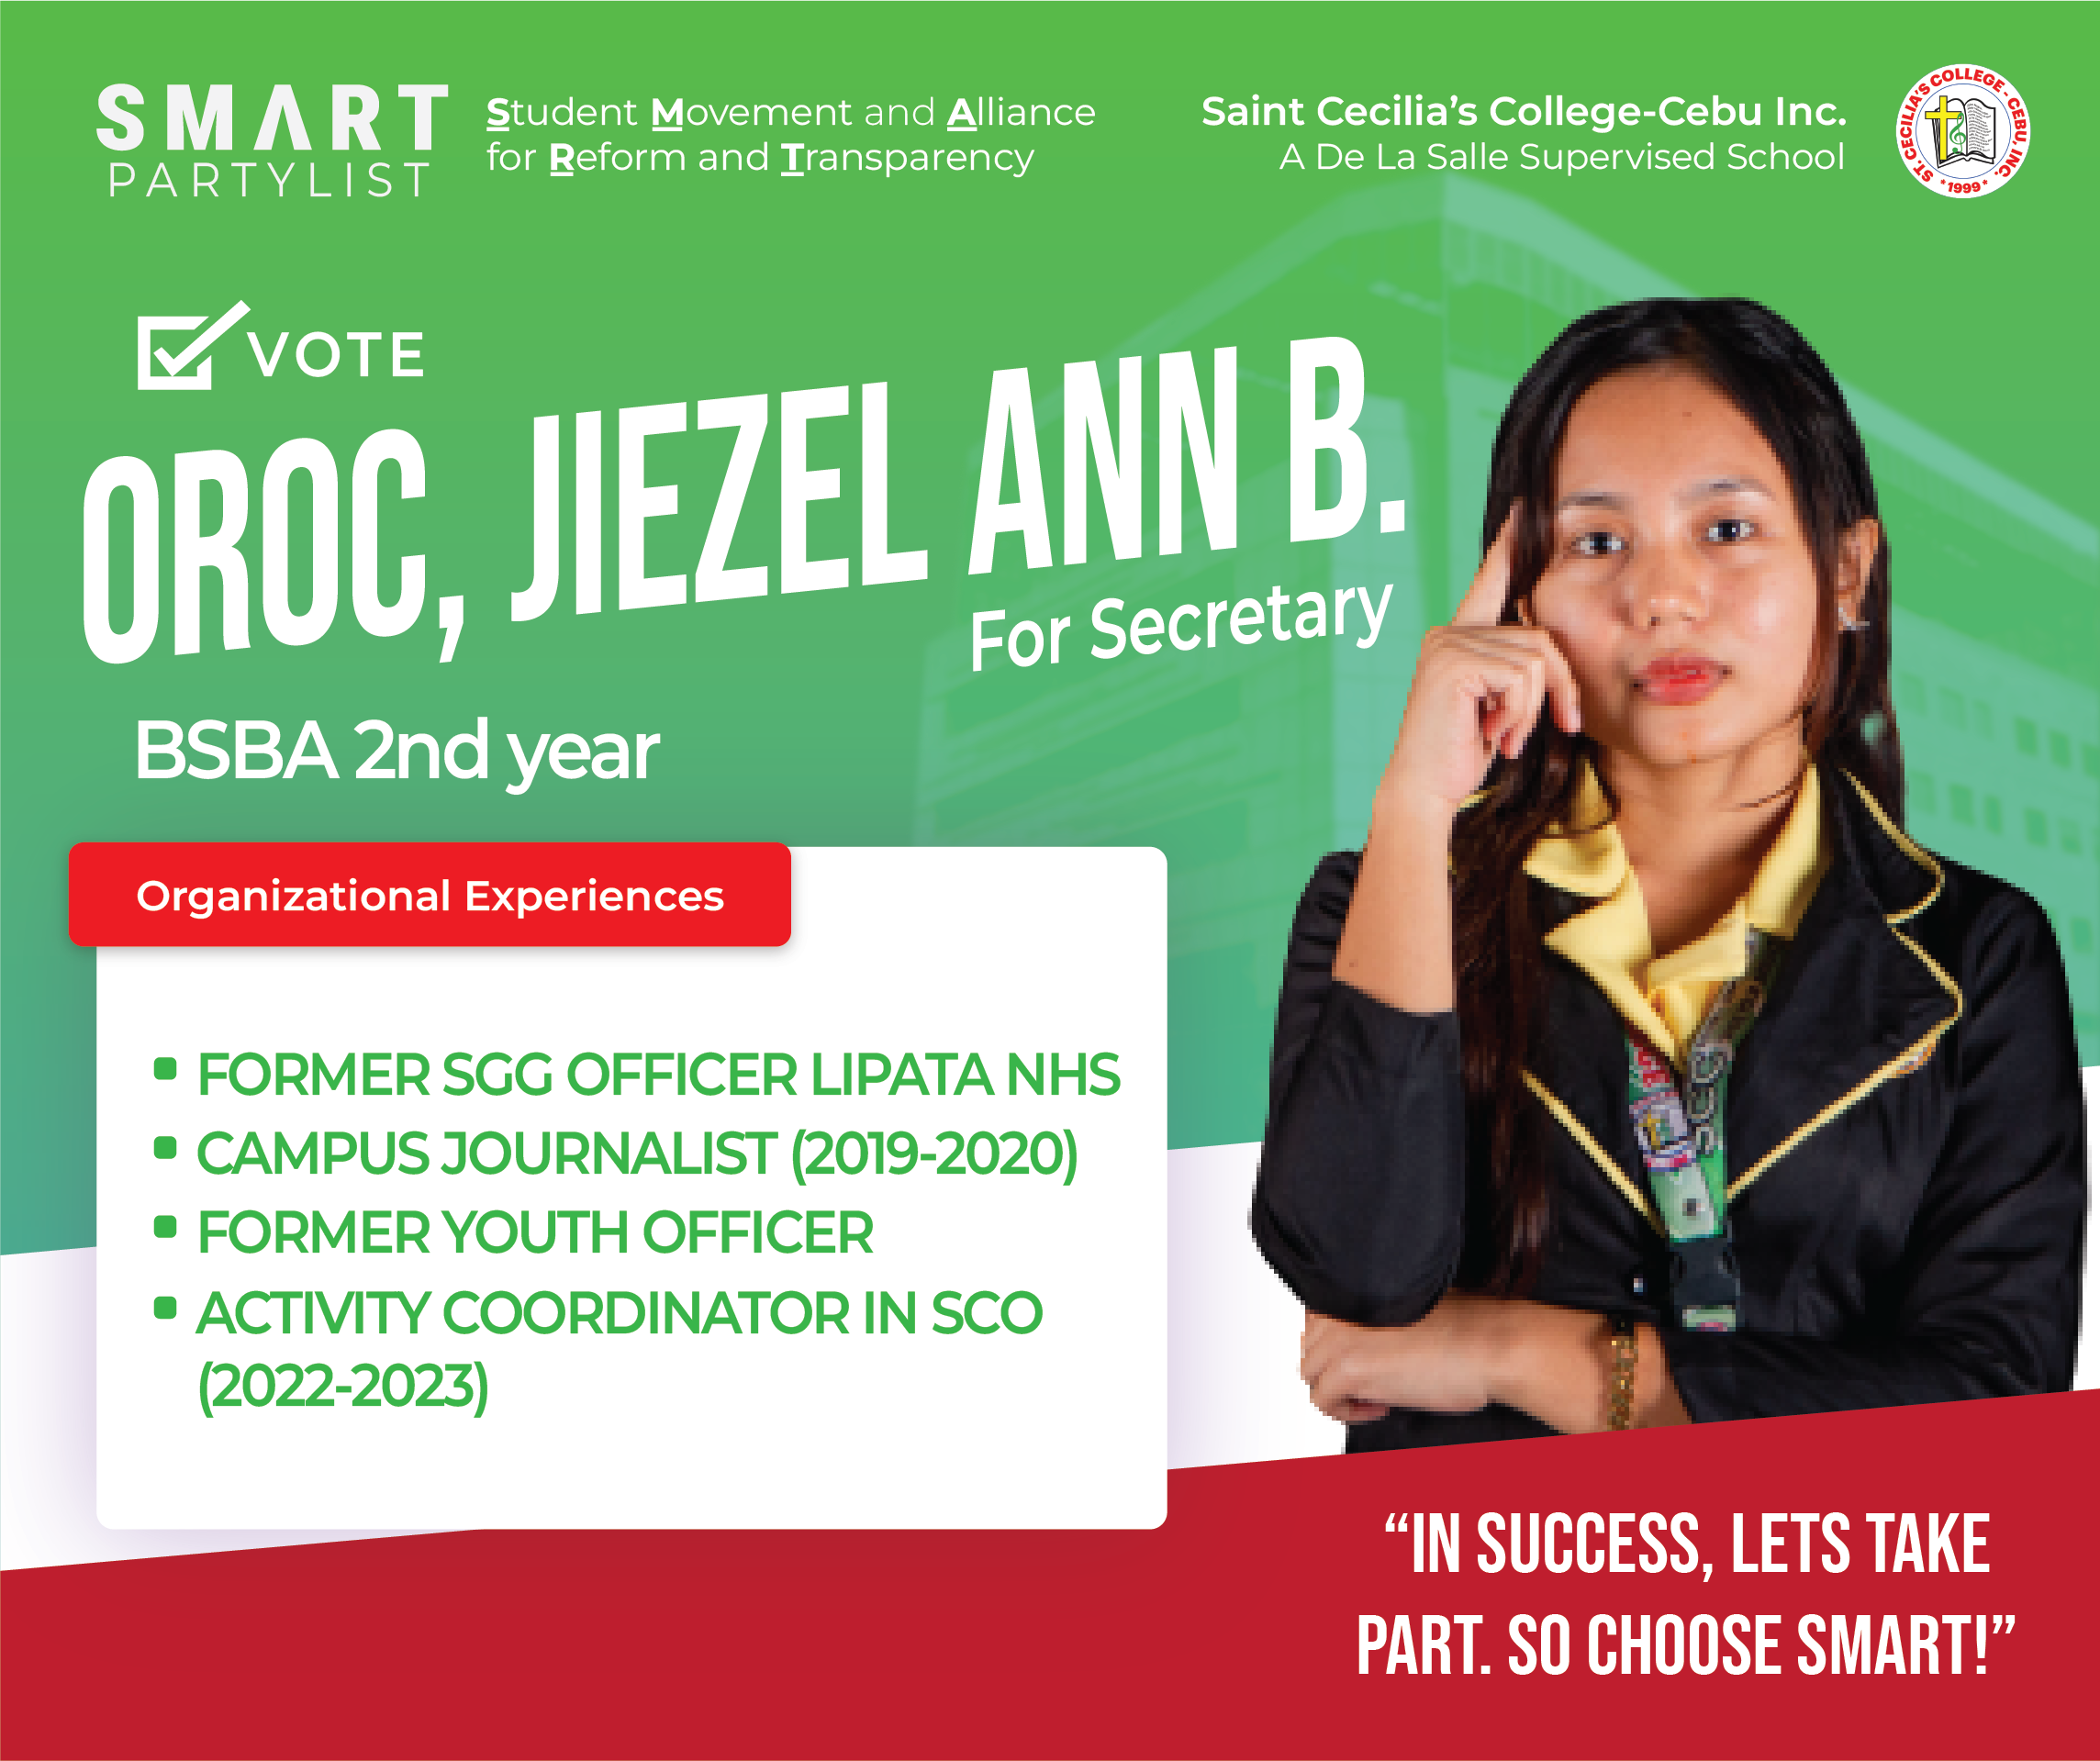 SMART
PARTYLIST
Student Movement and Alliance
for Reform and Transparency
Saint Cecilia's College-Cebu Inc.
A De La Salle Supervised School
ST. CECILIA'S COLLEGE - CEBU, INC.
* 1999 *
VOTE
OROC, JIEZEL ANN B.
For Secretary
BSBA 2nd year
Organizational Experiences
▪ FORMER SGG OFFICER LIPATA NHS
▪ CAMPUS JOURNALIST (2019-2020)
▪ FORMER YOUTH OFFICER
▪ ACTIVITY COORDINATOR IN SCO
(2022-2023)
“IN SUCCESS, LETS TAKE
PART. SO CHOOSE SMART!”